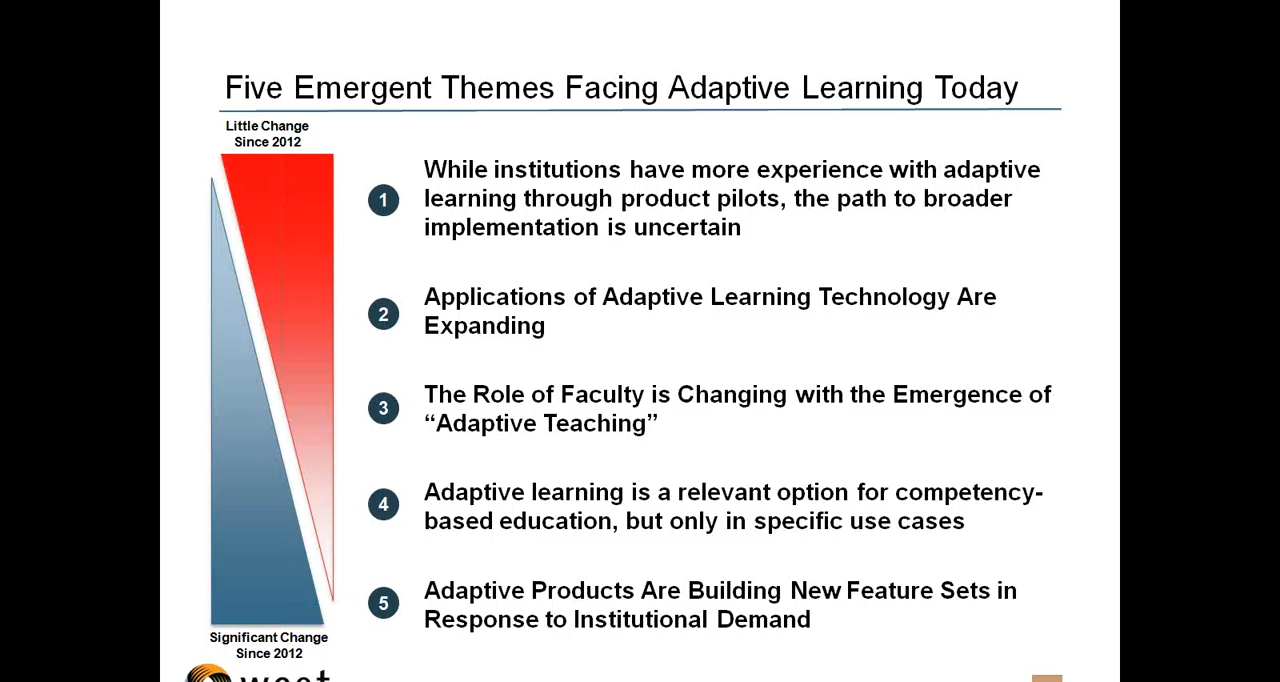 Five Emergent Themes Facing Adaptive Learning Today
Little Change
Since 2012
1
While institutions have more experience with adaptive
learning through product pilots, the path to broader
implementation is uncertain
2
Applications of Adaptive Learning Technology Are
Expanding
3
The Role of Faculty is Changing with the Emergence of
“Adaptive Teaching”
4
Adaptive learning is a relevant option for competency-
based education, but only in specific use cases
5
Adaptive Products Are Building New Feature Sets in
Response to Institutional Demand
Significant Change
Since 2012